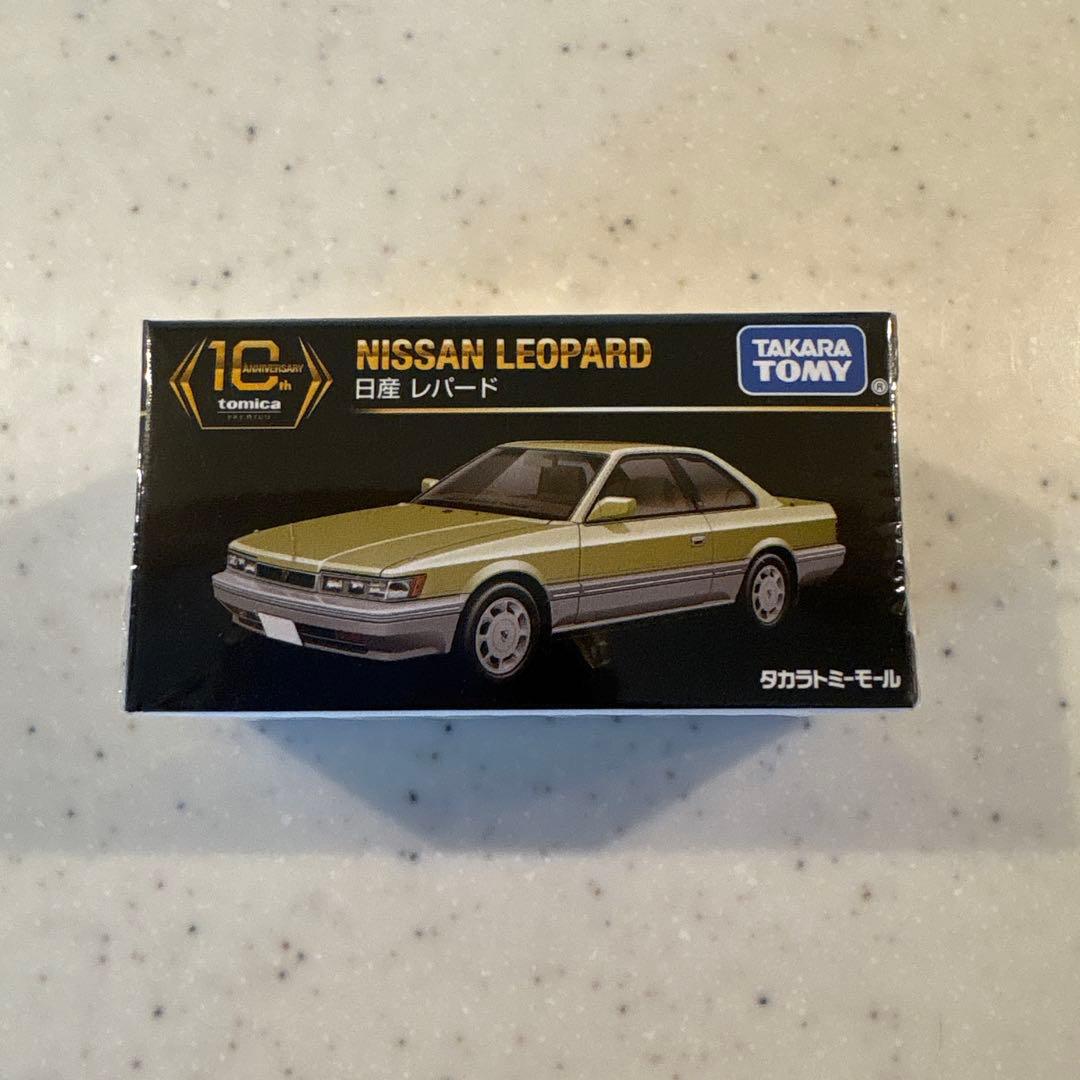 10th
ANNIVERSARY
tomica
PREMIUM
NISSAN LEOPARD
日産 レパード
TAKARA
TOMY
®
タカラトミーモール